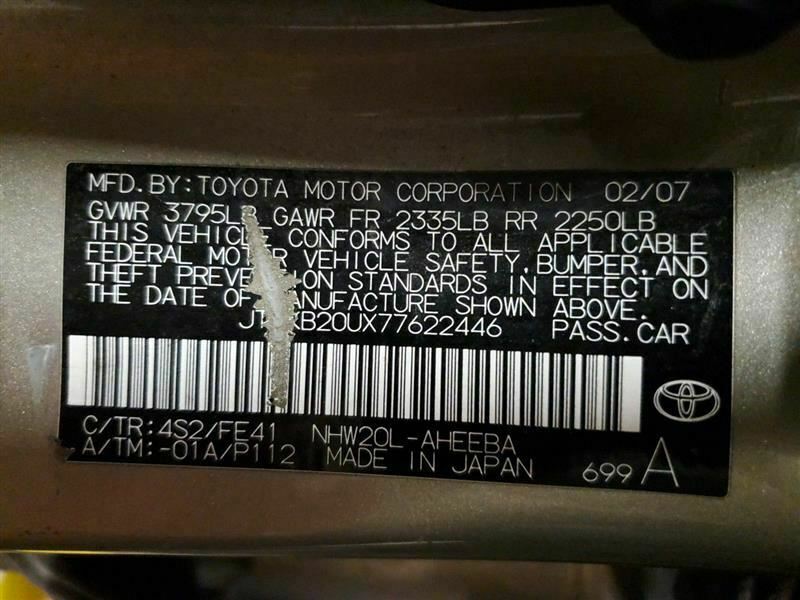 MFD. BY: TOYOTA MOTOR CORPORATION 02/07
GVWR 3795LB GAWR FR 2335LB RR 2250LB
THIS VEHICLE CONFORMS TO ALL APPLICABLE
FEDERAL MOTOR VEHICLE SAFETY, BUMPER, AND
THEFT PREVENTION STANDARDS IN EFFECT ON
THE DATE OF MANUFACTURE SHOWN ABOVE.
PASS. CAR
C/TR: 4S2/FE41 NHW20L-AHEEBA
A/TM: -01A/P112 MADE IN JAPAN
699 A